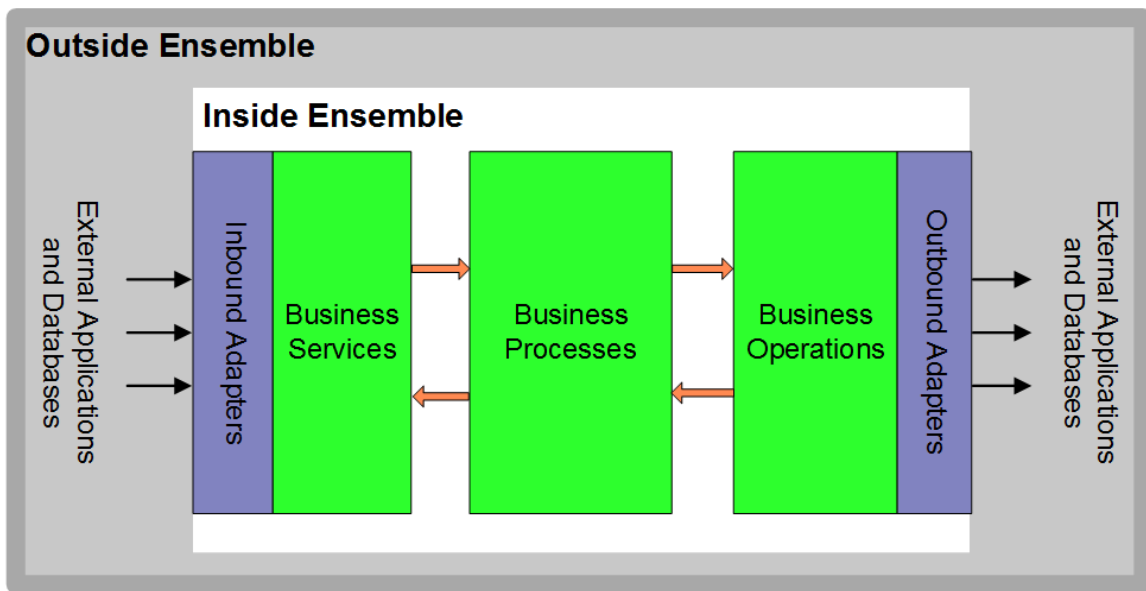 Outside Ensemble
Inside Ensemble
External Applications
and Databases
Inbound Adapters
Business
Services
Business
Processes
Business
Operations
Outbound Adapters
External Applications
and Databases